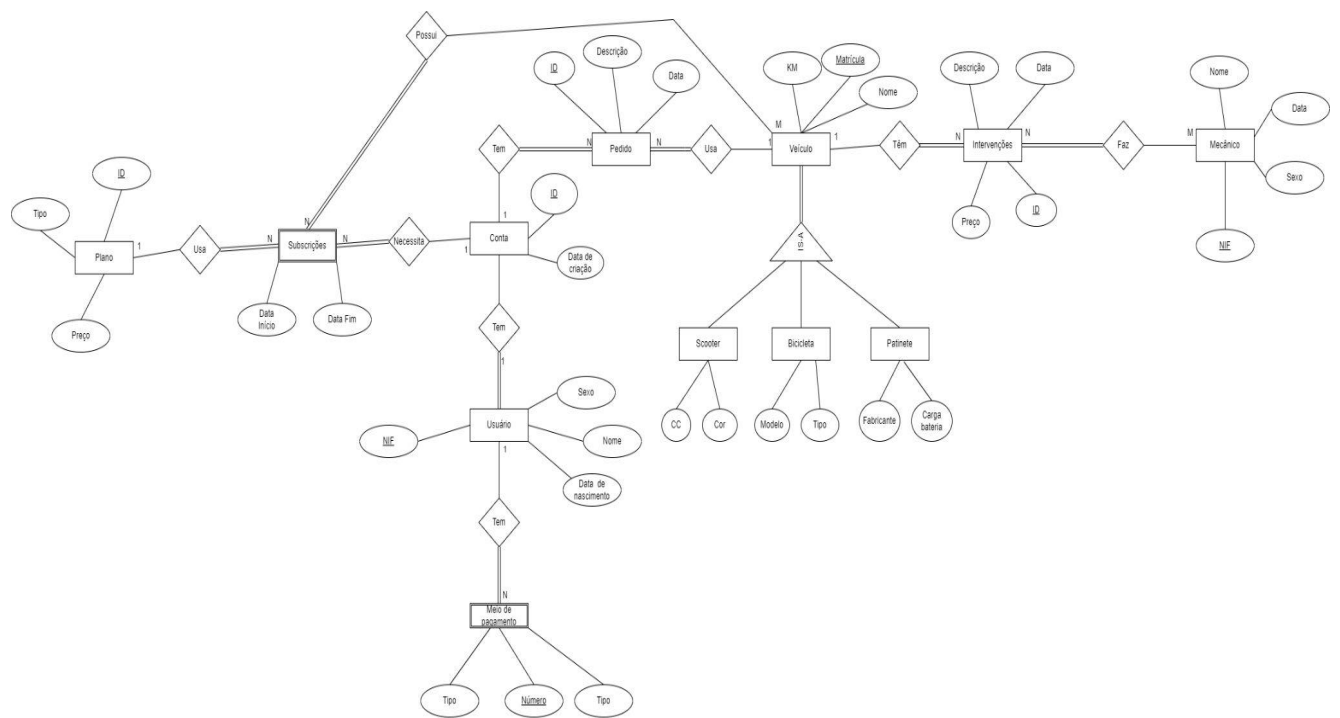 Possui
ID
Descrição
Data
KM
Matrícula
Nome
Descrição
Data
Nome
Data
Tem
N
Pedido
N
Usa
1
M
Veículo
1
Têm
N
Intervenções
N
Faz
M
Mecânico
Sexo
Preço
ID
NIF
ID
Tipo
1
Plano
Usa
N
N
Subscrições
N
Necessita
1
1
Conta
ID
Data de
criação
Preço
Data
Início
Data Fim
IS-A
Tem
1
Scooter
Bicicleta
Patinete
CC
Cor
Modelo
Tipo
Fabricante
Carga
bateria
Sexo
NIF
Usuário
1
Nome
Data de
nascimento
Tem
N
Meio de
pagamento
Tipo
Número
Tipo